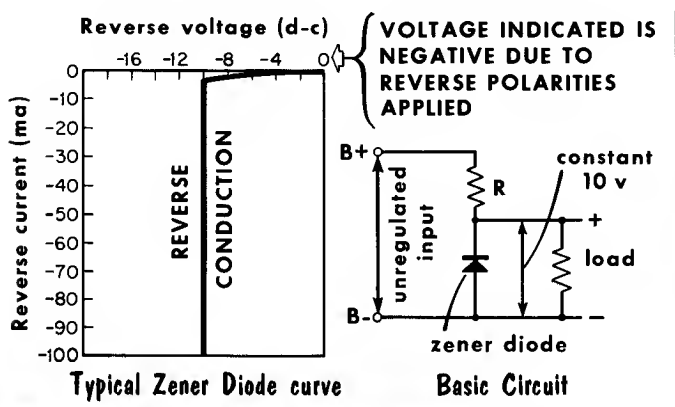 Reverse voltage (d-c)
-16 -12 -8 -4 0
VOLTAGE INDICATED IS
NEGATIVE DUE TO
REVERSE POLARITIES
APPLIED
Reverse current (ma)
0
-10
-20
-30
-40
-50
-60
-70
-80
-90
-100
REVERSE
CONDUCTION
Typical Zener Diode curve
B+
R
constant
10 v
+
unregulated
input
load
B-
–
zener diode
Basic Circuit